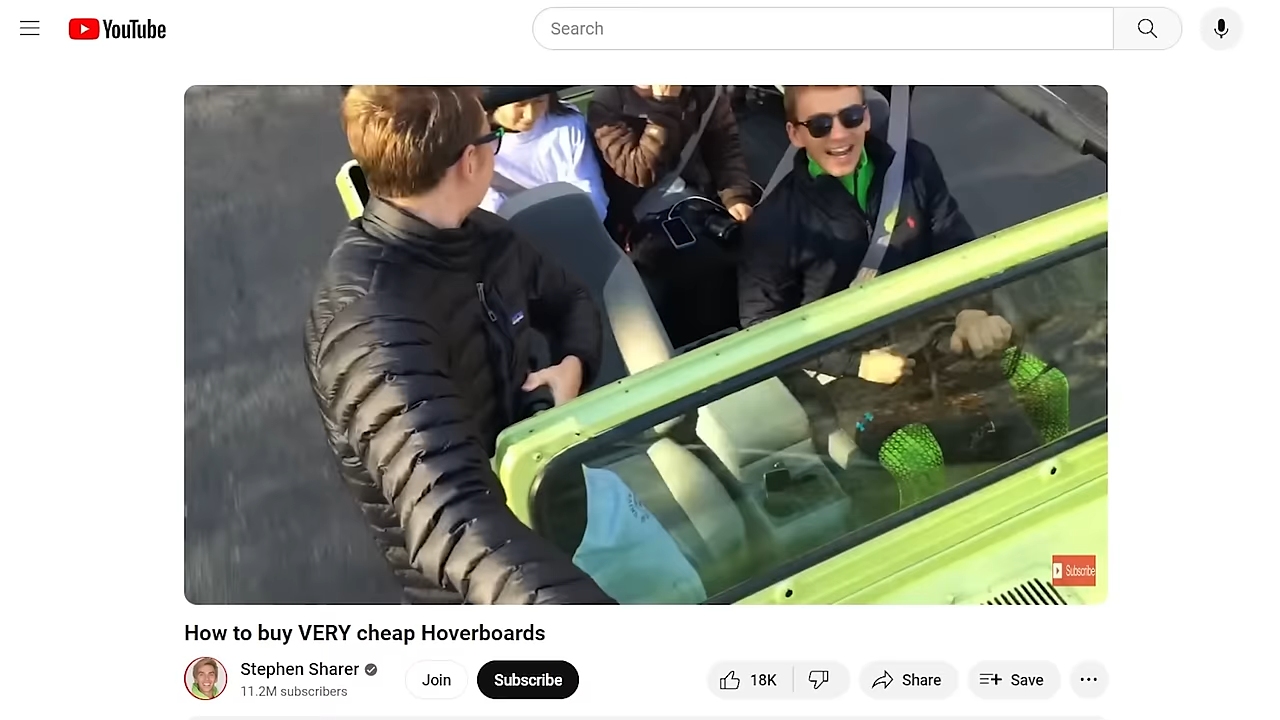 YouTube
Search
Subscribe
How to buy VERY cheap Hoverboards
Stephen Sharer
11.2M subscribers
Join
Subscribe
18K
Share
Save